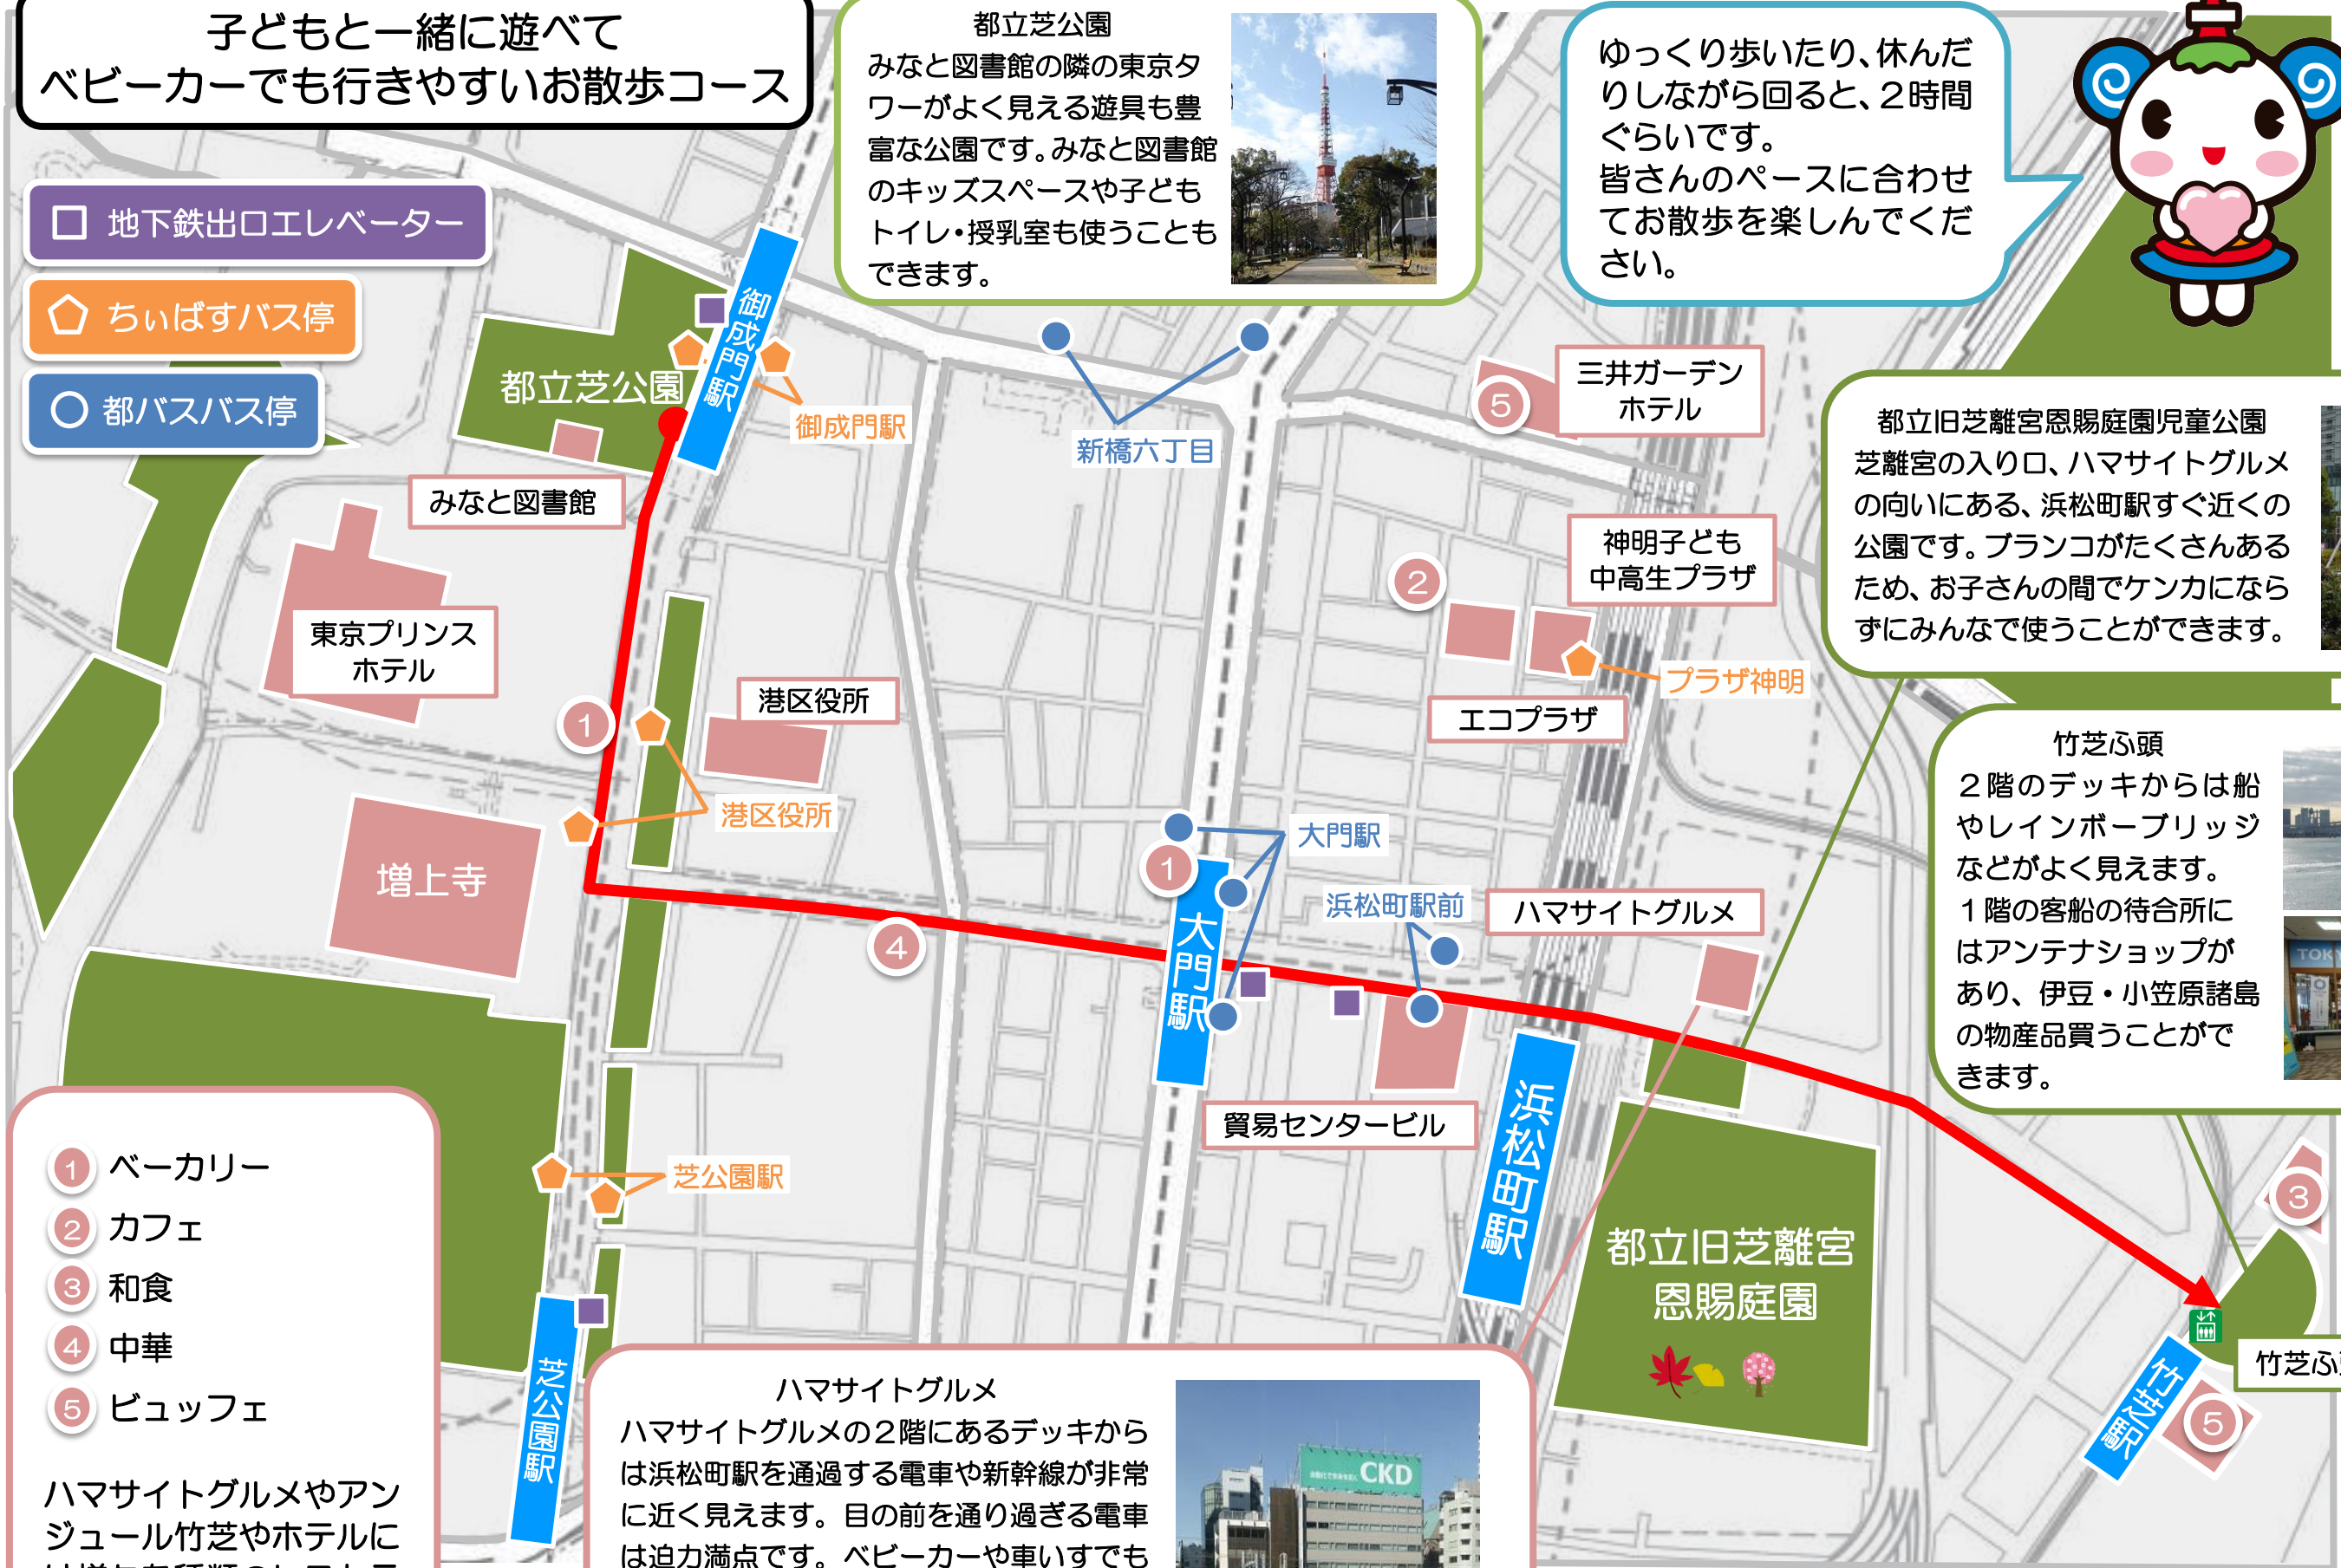 子どもと一緒に遊べて
ベビーカーでも行きやすいお散歩コース
地下鉄出口エレベーター
ちぃばすバス停
都バスバス停
都立芝公園
みなと図書館の隣の東京タ
ワーがよく見える遊具も豊
富な公園です。みなと図書館
のキッズスペースや子ども
トイレ・授乳室も使うことも
できます。
ゆっくり歩いたり、休んだ
りしながら回ると、２時間
ぐらいです。
皆さんのペースに合わせ
てお散歩を楽しんでくだ
さい。
都立芝公園
御成門駅
御成門駅
新橋六丁目
5
三井ガーデン
ホテル
みなと図書館
東京プリンス
ホテル
2
神明子ども
中高生プラザ
プラザ神明
エコプラザ
都立旧芝離宮恩賜庭園児童公園
芝離宮の入り口、ハマサイトグルメ
の向いにある、浜松町駅すぐ近くの
公園です。ブランコがたくさんある
ため、お子さんの間でケンカになら
ずにみんなで使うことができます。
1
港区役所
港区役所
増上寺
4
1
大門駅
大門駅
浜松町駅前
ハマサイトグルメ
竹芝ふ頭
２階のデッキからは船
やレインボーブリッジ
などがよく見えます。
１階の客船の待合所に
はアンテナショップが
あり、伊豆・小笠原諸島
の物産品買うことがで
きます。
TOK
貿易センタービル
浜松町駅
都立旧芝離宮
恩賜庭園
芝公園駅
芝公園駅
3
竹芝ふ
竹芝駅
5
1 ベーカリー
2 カフェ
3 和食
4 中華
5 ビュッフェ
ハマサイトグルメやアン
ジュール竹芝やホテルに
ハマサイトグルメ
ハマサイトグルメの２階にあるデッキから
は浜松町駅を通過する電車や新幹線が非常
に近く見えます。目の前を通り過ぎる電車
は迫力満点です。ベビーカーや車いすでも
CKD